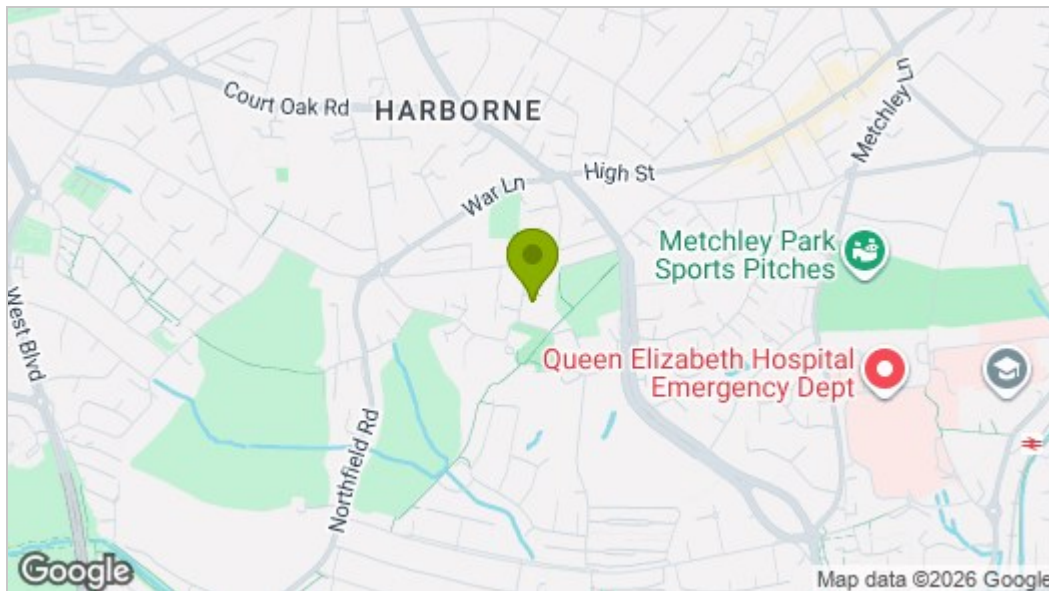 Metchley Ln
Court Oak Rd
HARBORNE
High St
War Ln
Metchley Park
Sports Pitches
West Blvd
Queen Elizabeth Hospital
Emergency Dept
Northfield Rd
Google
Map data ©2026 Google